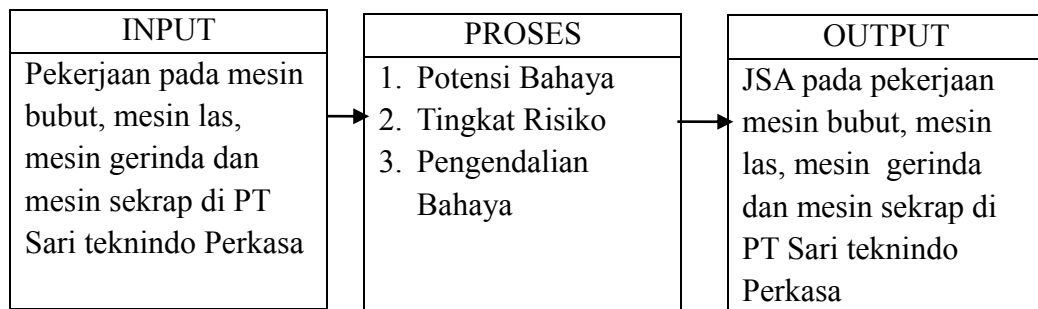 INPUT
Pekerjaan pada mesin
bubut, mesin las,
mesin gerinda dan
mesin sekrap di PT
Sari teknindo Perkasa
PROSES
1. Potensi Bahaya
2. Tingkat Risiko
3. Pengendalian
Bahaya
OUTPUT
JSA pada pekerjaan
mesin bubut, mesin
las, mesin gerinda
dan mesin sekrap di
PT Sari teknindo
Perkasa